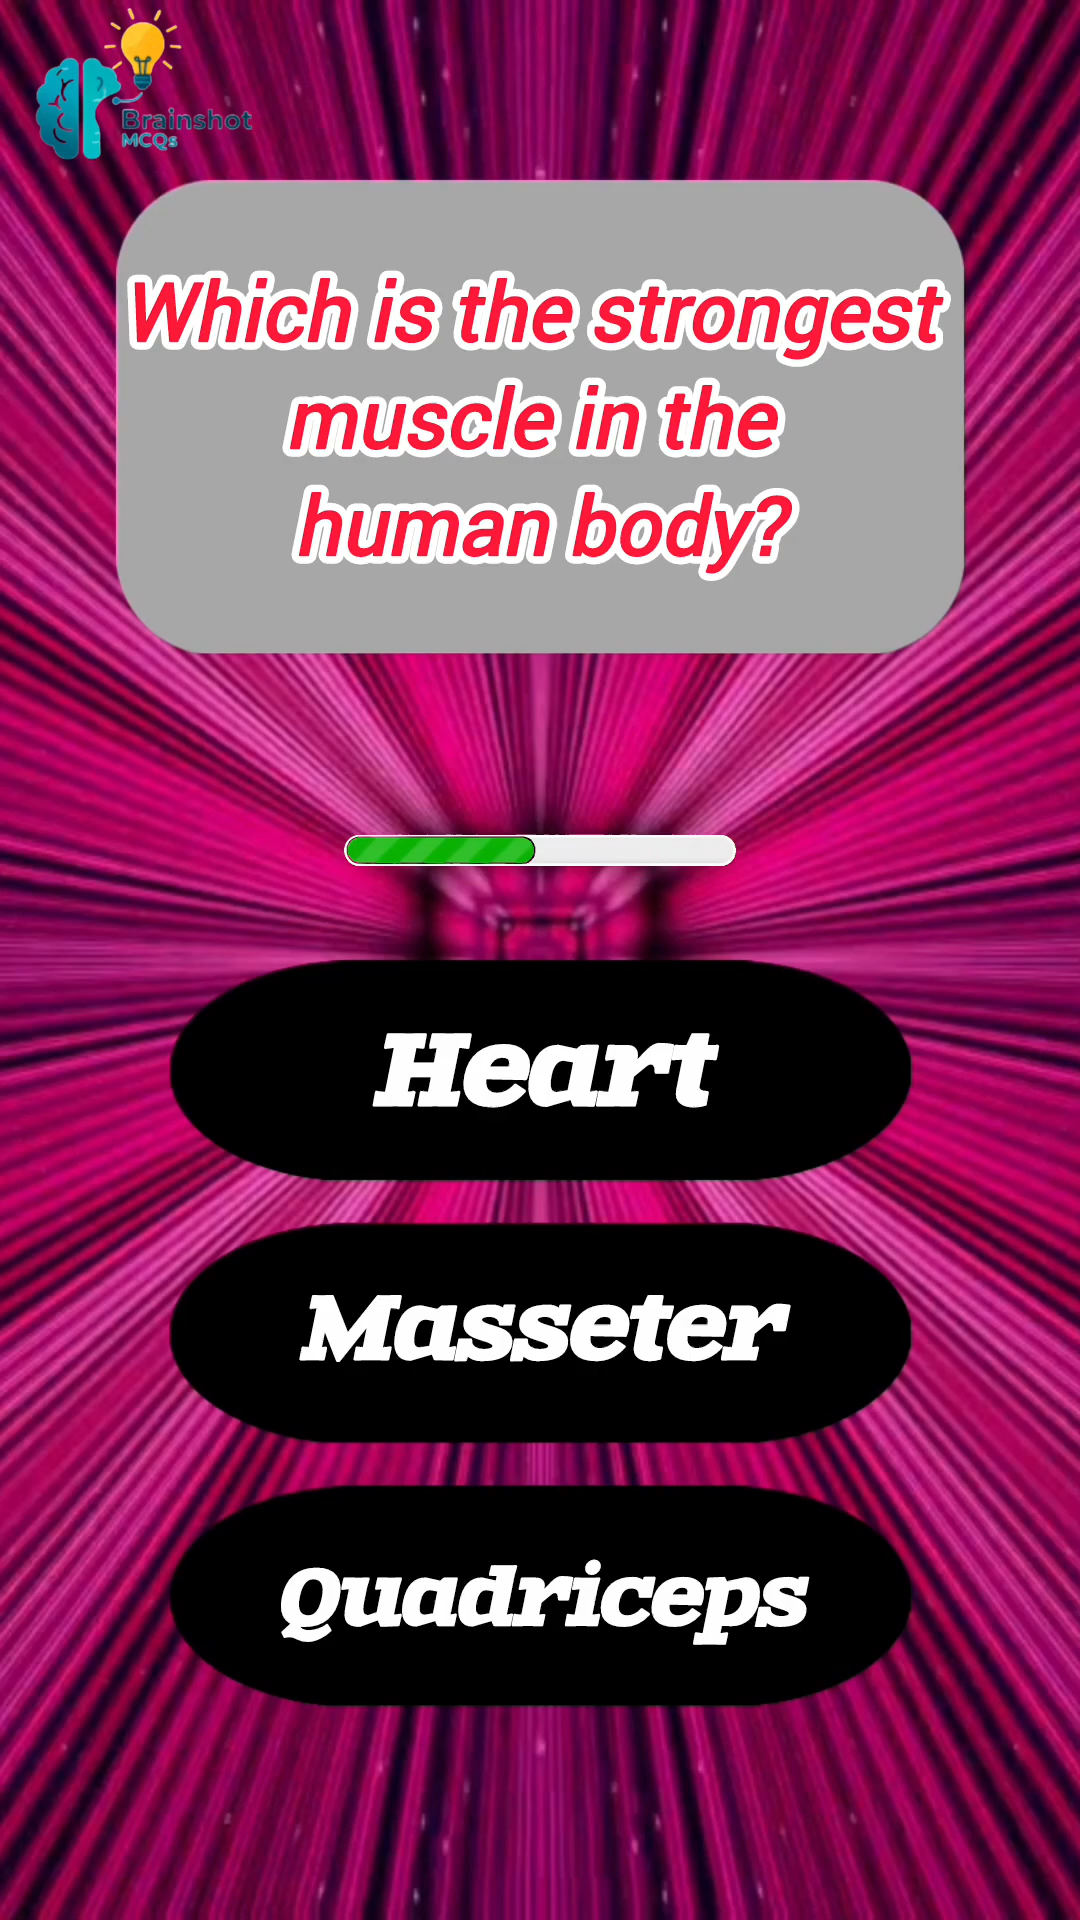 Brainshot
MCQs
Which is the strongest
muscle in the
human body?
Heart
Masseter
Quadriceps